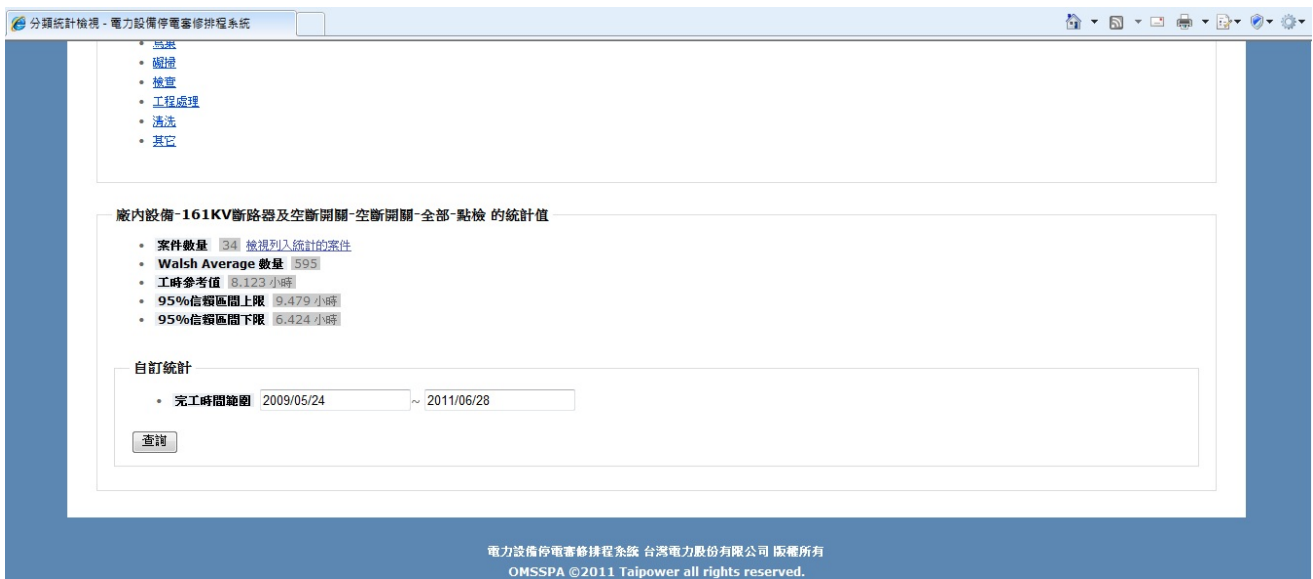 分類統計檢視 - 電力設備停電審修排程系統
鳥巢
礙掃
檢查
工程處理
清洗
其它
廠內設備-161KV斷路器及空斷開關-空斷開關-全部-點檢 的統計值
案件數量 34 檢視列入統計的案件
Walsh Average 數量 595
工時參考值 8.123 小時
95%信賴區間上限 9.479 小時
95%信賴區間下限 6.424 小時
自訂統計
完工時間範圍 2009/05/24 ~ 2011/06/28
查詢
電力設備停電審修排程系統 台灣電力股份有限公司 版權所有
OMSSPA ©2011 Taipower all rights reserved.